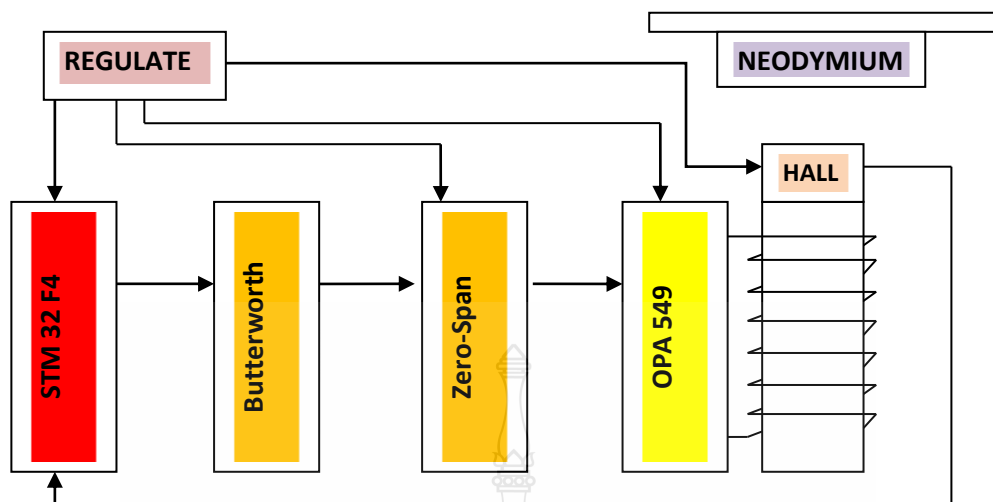 REGULATE
NEODYMIUM
HALL
STM 32 F4
Butterworth
Zero-Span
OPA 549